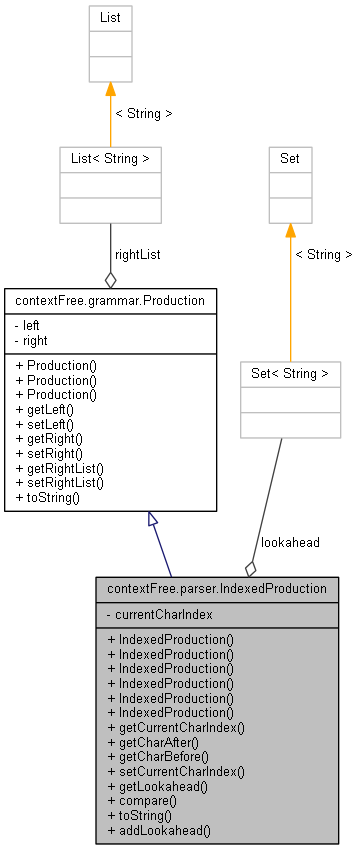 List
< String >
List< String >
Set
< String >
rightList
contextFree.grammar.Production
- left
- right
+ Production()
+ Production()
+ Production()
+ getLeft()
+ setLeft()
+ getRight()
+ setRight()
+ getRightList()
+ setRightList()
+ toString()
Set< String >
lookahead
contextFree.parser.IndexedProduction
- currentCharIndex
+ IndexedProduction()
+ IndexedProduction()
+ IndexedProduction()
+ IndexedProduction()
+ IndexedProduction()
+ IndexedProduction()
+ getCurrentCharIndex()
+ getCharAfter()
+ getCharBefore()
+ setCurrentCharIndex()
+ getLookahead()
+ compare()
+ toString()
+ addLookahead()